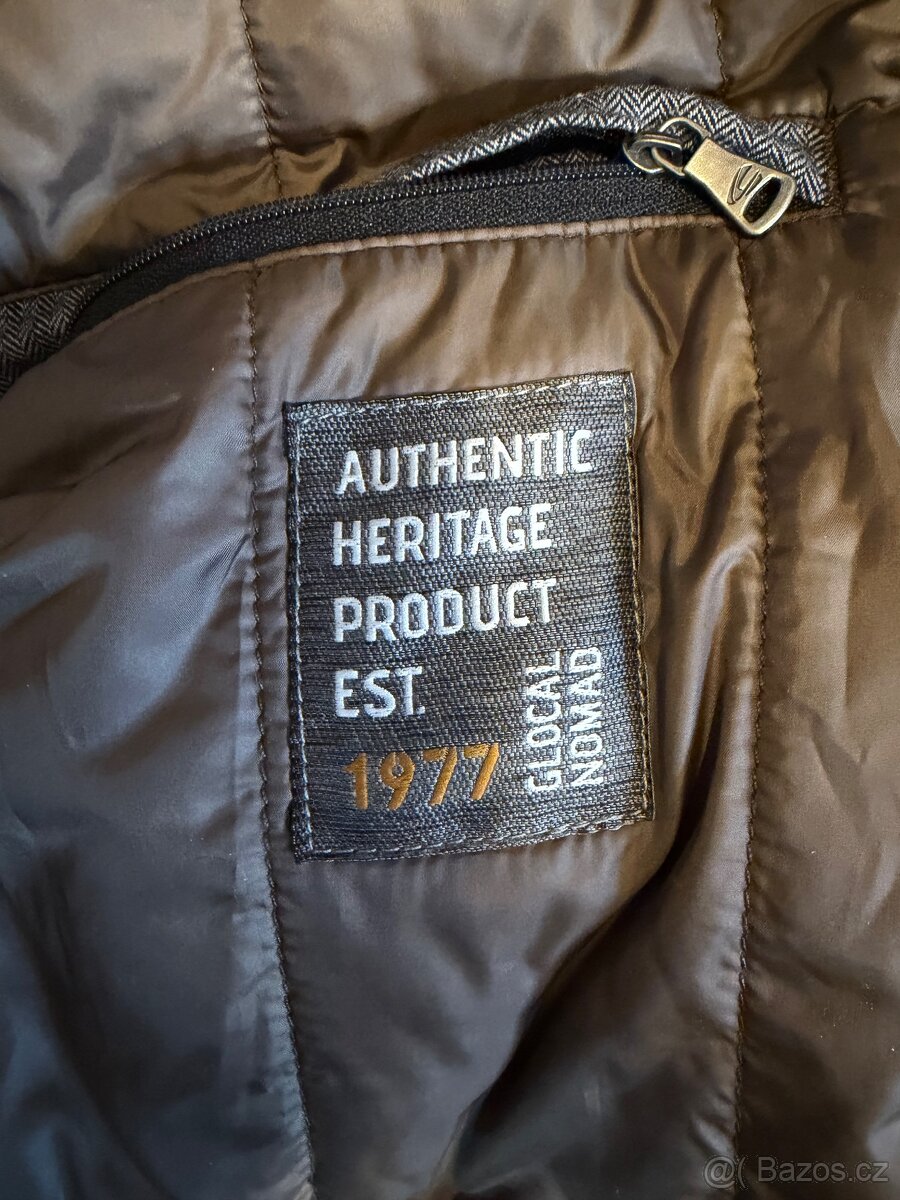 AUTHENTIC
HERITAGE
PRODUCT
EST.
1977
GLOCAL
NOMAD
@( Bazos.cz